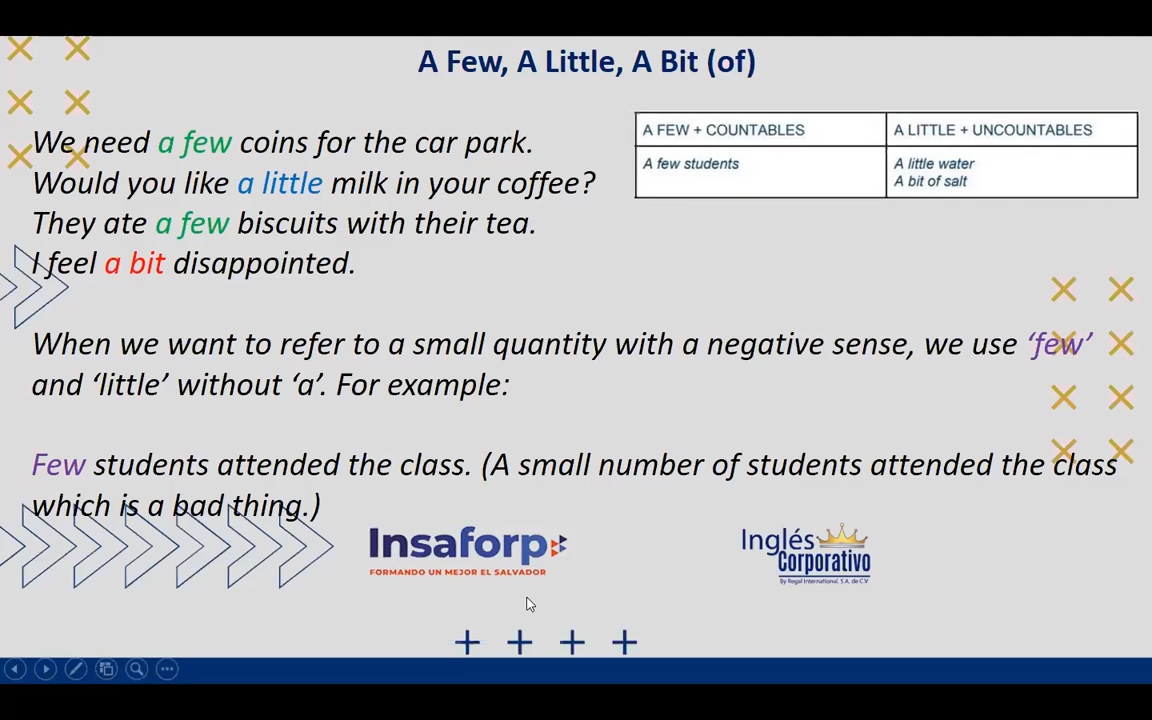 A Few, A Little, A Bit (of)
We need a few coins for the car park.
Would you like a little milk in your coffee?
They ate a few biscuits with their tea.
I feel a bit disappointed.
A FEW + COUNTABLES
A LITTLE + UNCOUNTABLES
A few students
A little water
A bit of salt
When we want to refer to a small quantity with a negative sense, we use ‘few’
and ‘little’ without ‘a’. For example:
Few students attended the class. (A small number of students attended the class
which is a bad thing.)
Insaforp
FORMANDO UN MEJOR EL SALVADOR
Inglés
Corporativo
By Regal International, S.A. de C.V.